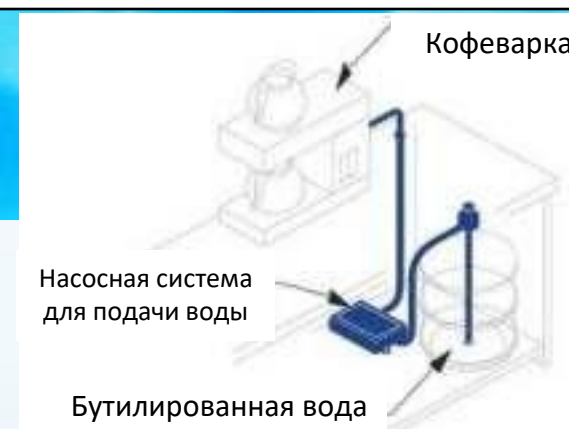 Кофеварка
Насосная система
для подачи воды
Бутилированная вода